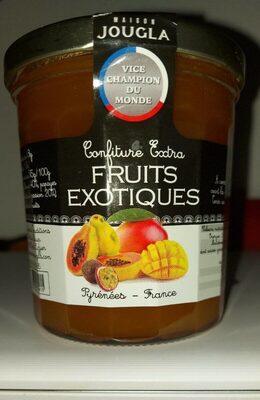 MAISON
JOUGLA
VICE
CHAMPION
DU
MONDE
Confiture Extra
FRUITS
EXOTIQUES
Pyrénées – France